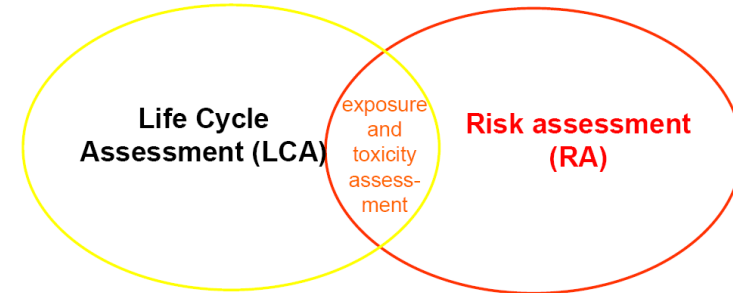 Life Cycle
Assessment (LCA)
exposure
and
toxicity
assess-
ment
Risk assessment
(RA)